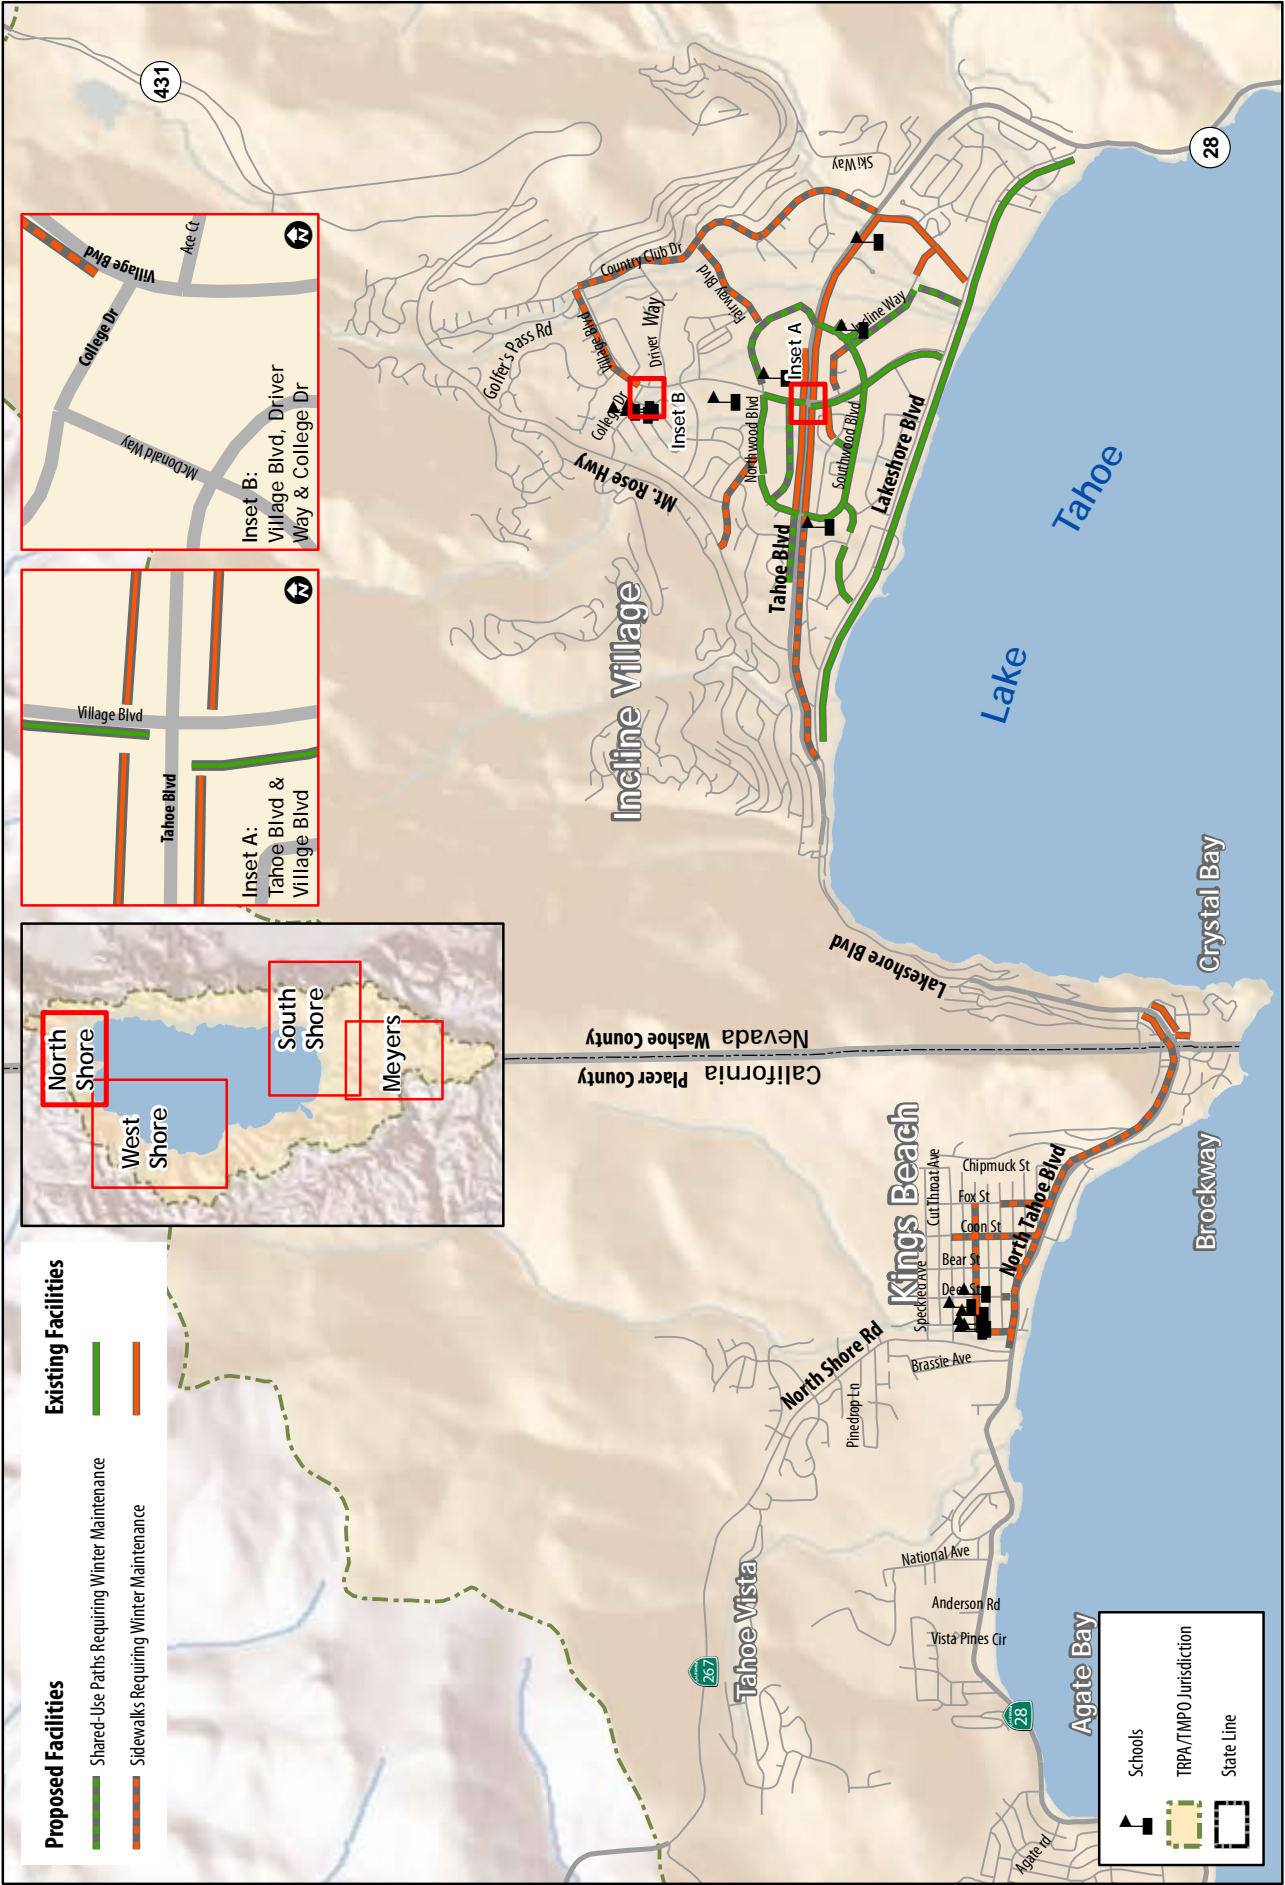 Proposed Facilities
Existing Facilities
Shared-Use Paths Requiring Winter Maintenance
Sidewalks Requiring Winter Maintenance
North
Shore
West
Shore
South
Shore
Meyers
Village Blvd
Tahoe Blvd
Inset A:
Tahoe Blvd &
Village Blvd
N
Village Blvd
Ace Ct
College Dr
McDonald Way
Inset B:
Village Blvd, Driver
Way & College Dr
N
431
28
267
28
Golfer's Pass Rd
Country Club Dr
Village Blvd
Driver Way
College Dr
Inset B
Fairway Blvd
Ski Way
Mt. Rose Hwy
Northwood Blvd
Inset A
Incline Way
Southwood Blvd
Tahoe Blvd
Lakeshore Blvd
Incline Village
Lake
Tahoe
Lakeshore Blvd
Crystal Bay
Nevada
Washoe County
California
Placer County
Kings Beach
Cut Throat Ave
Speckled Ave
Chipmuck St
Fox St
Coon St
Bear St
Deer St
North Tahoe Blvd
Brockway
North Shore Rd
Brassie Ave
Pinedrop Ln
Tahoe Vista
National Ave
Anderson Rd
Vista Pines Cir
Agate Bay
Agate rd
Schools
TRPA/TMPO Jurisdiction
State Line